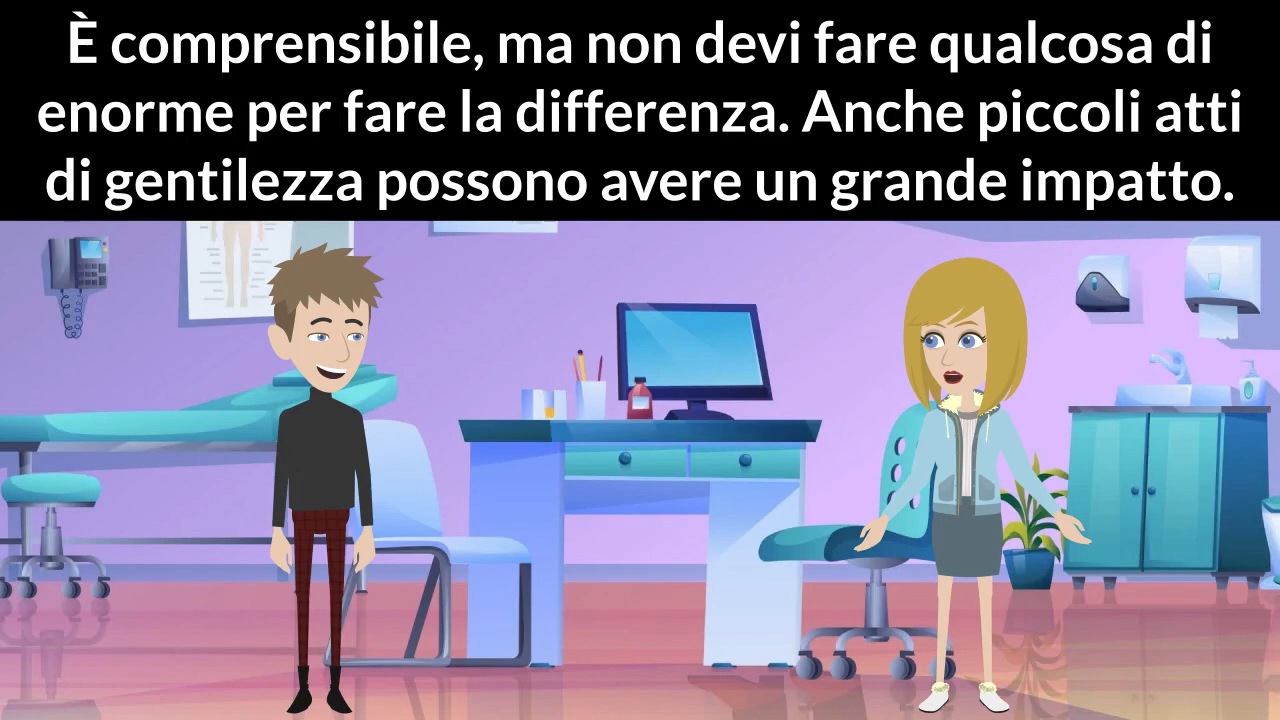 È comprensibile, ma non devi fare qualcosa di
enorme per fare la differenza. Anche piccoli atti
di gentilezza possono avere un grande impatto.